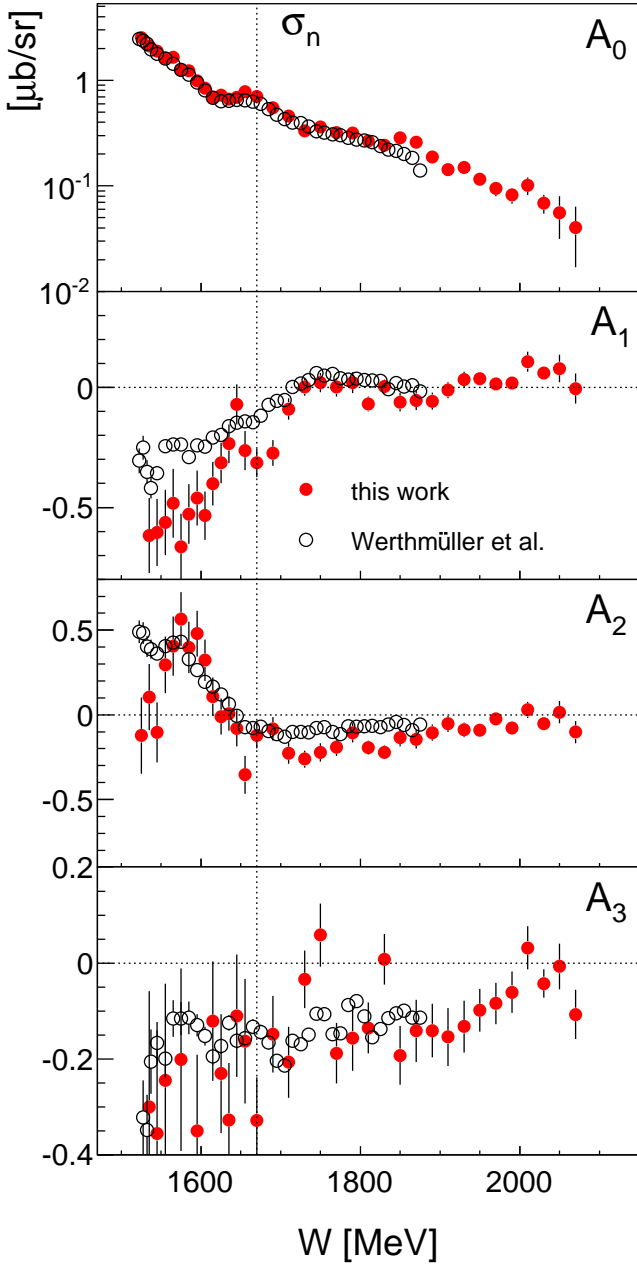 σn
A0
[μb/sr]
1
10-1
10-2
A1
0
-0.5
this work
Werthmüller et al.
A2
0.5
0
-0.5
0.2
A3
0
-0.2
-0.4
1600
1800
2000
W [MeV]